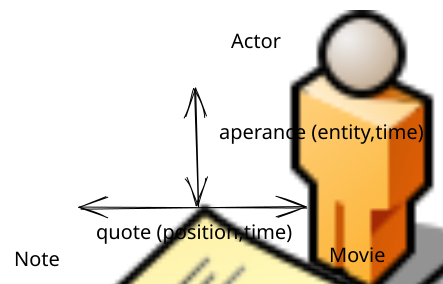 Actor
aperance (entity,time)
quote (position,time)
Note
Movie